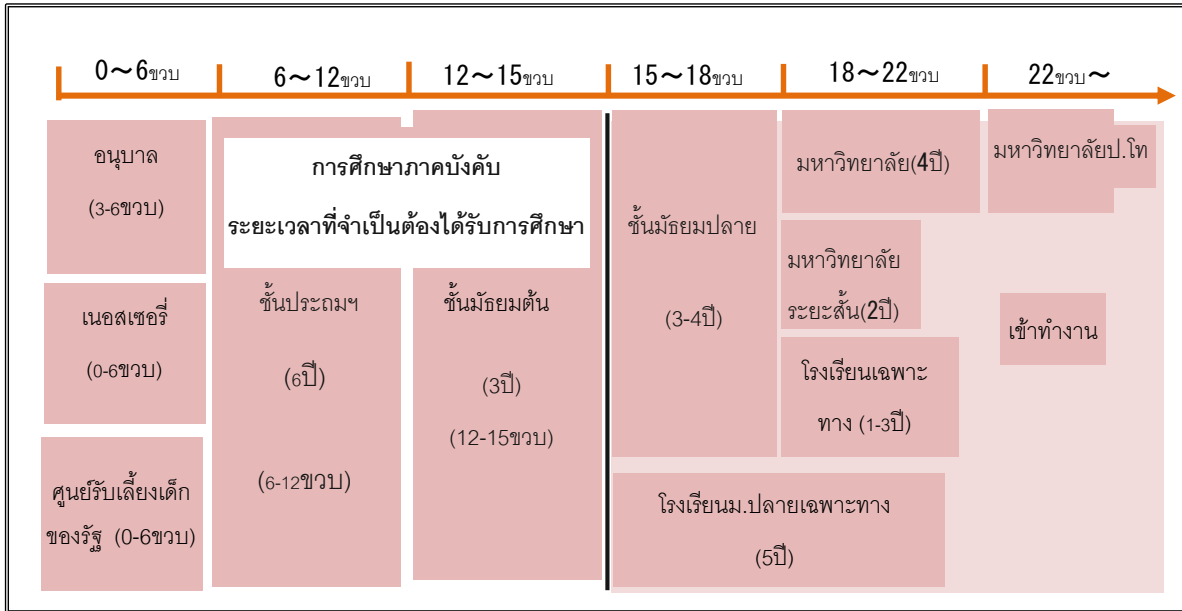 0～6ขวบ
6～12ขวบ
12～15ขวบ
15～18ขวบ
18～22ขวบ
22ขวบ～
อนุบาล
(3-6ขวบ)
เนอสเซอรี่
(0-6ขวบ)
ศูนย์รับเลี้ยงเด็ก
ของรัฐ (0-6ขวบ)
การศึกษาภาคบังคับ
ระยะเวลาที่จำเป็นต้องได้รับการศึกษา
ชั้นประถมฯ
(6ปี)
(6-12ขวบ)
ชั้นมัธยมต้น
(3ปี)
(12-15ขวบ)
ชั้นมัธยมปลาย
(3-4ปี)
มหาวิทยาลัย(4ปี)
มหาวิทยาลัย
ระยะสั้น(2ปี)
โรงเรียนเฉพาะ
ทาง (1-3ปี)
โรงเรียนม.ปลายเฉพาะทาง
(5ปี)
มหาวิทยาลัยป.โท
เข้าทำงาน